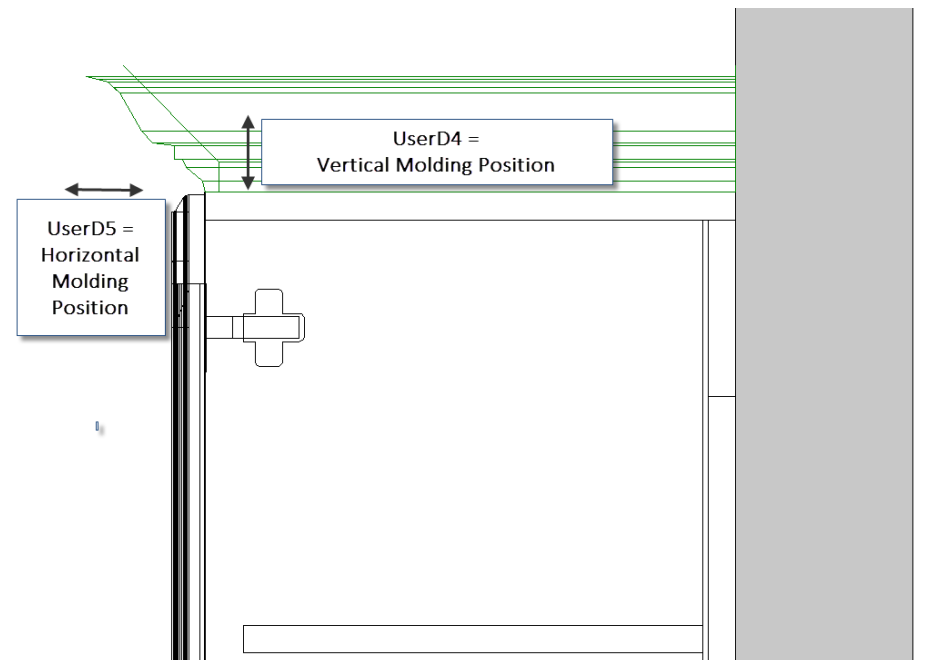 UserD4 =
Vertical Molding Position
UserD5 =
Horizontal
Molding
Position